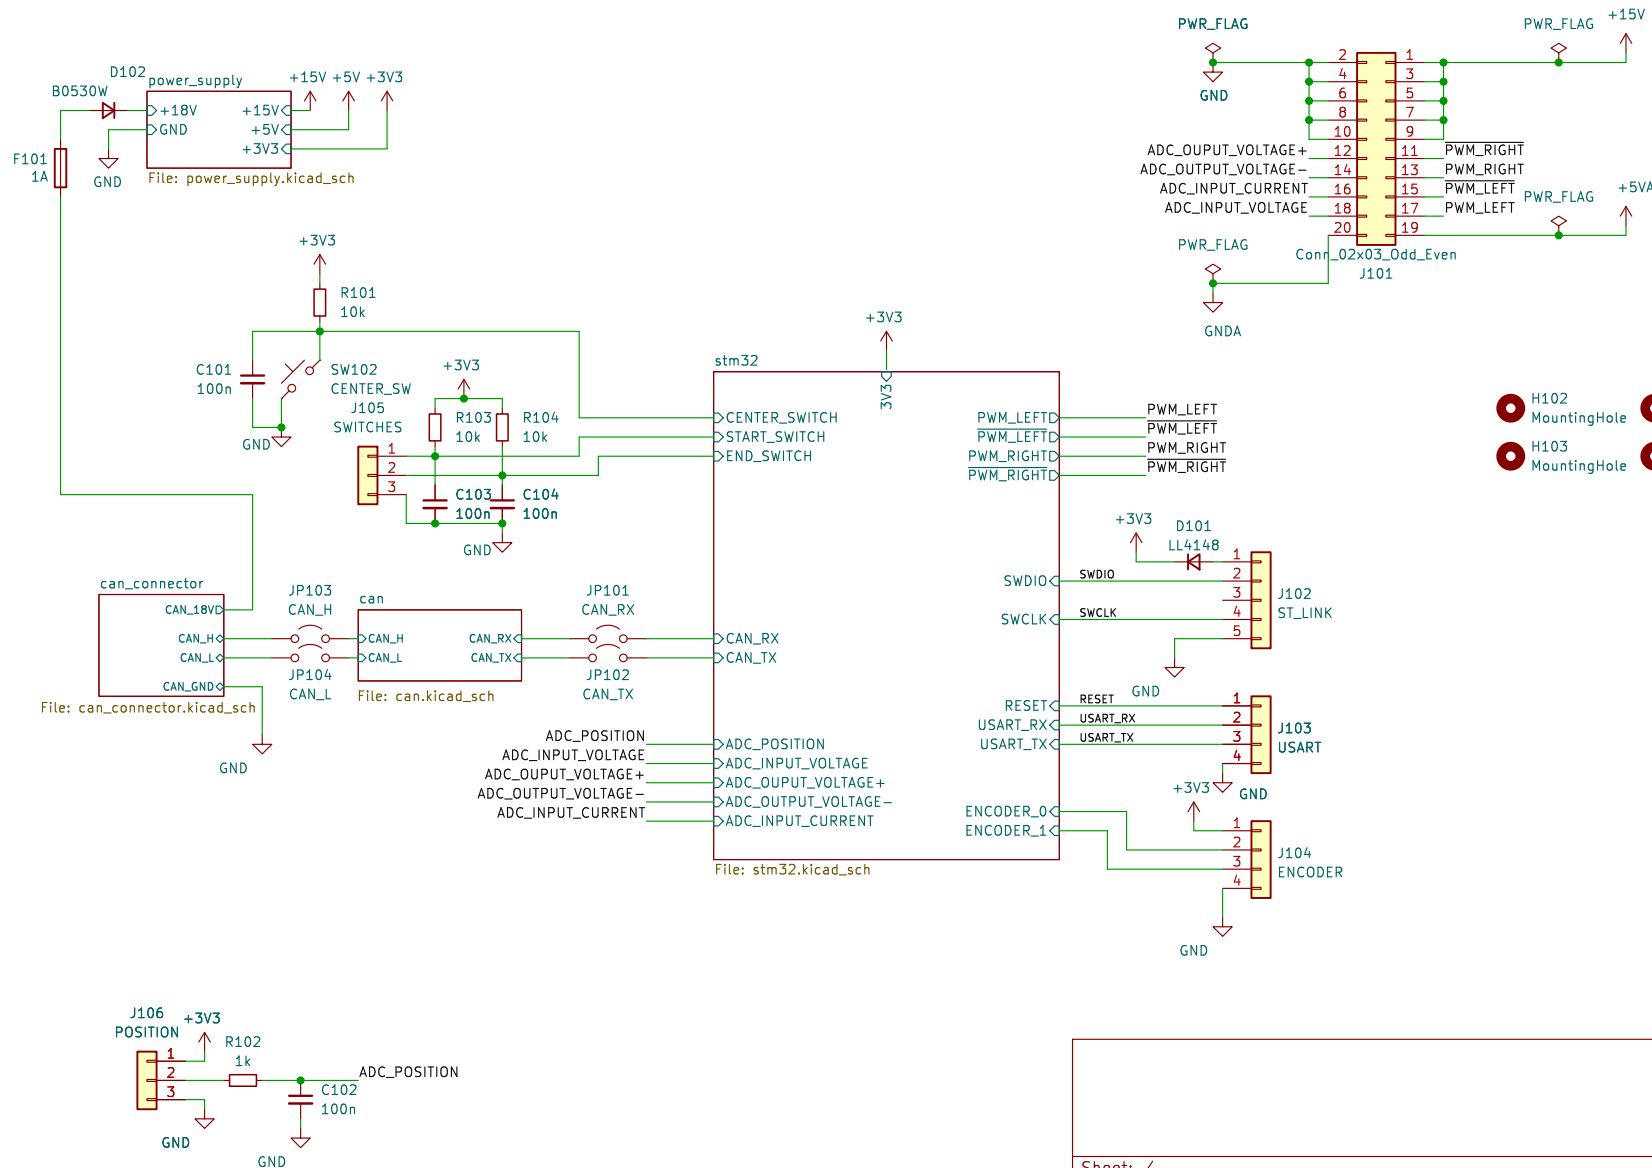 PWR_FLAG
PWR_FLAG
+15V
D102
power_supply
+15V +5V +3V3
B0530W
+18V
GND
+15V
+5V
+3V3
F101
1A
GND
File: power_supply.kicad_sch
GND
2
4
6
8
10
12
14
16
18
20
1
3
5
7
9
11
13
15
17
19
ADC_OUPUT_VOLTAGE+
ADC_OUTPUT_VOLTAGE-
ADC_INPUT_CURRENT
ADC_INPUT_VOLTAGE
PWM_RIGHT
PWM_RIGHT
PWM_LEFT
PWM_LEFT
PWR_FLAG
+5VA
PWR_FLAG
Conn_02x03_Odd_Even
J101
GNDA
+3V3
R101
10k
C101
100n
SW102
CENTER_SW
GND
J105
SWITCHES
1
2
3
+3V3
R103
10k
R104
10k
C103
100n
C104
100n
GND
+3V3
stm32
3V3
CENTER_SWITCH
START_SWITCH
END_SWITCH
PWM_LEFT
PWM_LEFT
PWM_RIGHT
PWM_RIGHT
PWM_LEFT
PWM_LEFT
PWM_RIGHT
PWM_RIGHT
H102
MountingHole
H103
MountingHole
+3V3
D101
LL4148
SWDIO
SWDIO
SWCLK
SWCLK
1
2
3
4
5
J102
ST_LINK
GND
can_connector
CAN_18V
CAN_H
CAN_L
CAN_GND
File: can_connector.kicad_sch
GND
JP103
CAN_H
JP104
CAN_L
can
CAN_H
CAN_L
CAN_RX
CAN_TX
File: can.kicad_sch
JP101
CAN_RX
JP102
CAN_TX
CAN_RX
CAN_TX
RESET
USART_RX
USART_TX
RESET
USART_RX
USART_TX
1
2
3
4
J103
USART
GND
ADC_POSITION
ADC_INPUT_VOLTAGE
ADC_OUPUT_VOLTAGE+
ADC_OUTPUT_VOLTAGE-
ADC_INPUT_CURRENT
ADC_POSITION
ADC_INPUT_VOLTAGE
ADC_OUPUT_VOLTAGE+
ADC_OUTPUT_VOLTAGE-
ADC_INPUT_CURRENT
ENCODER_0
ENCODER_1
+3V3
1
2
3
4
J104
ENCODER
GND
File: stm32.kicad_sch
J106
POSITION
+3V3
1
2
3
R102
1k
ADC_POSITION
C102
100n
GND
GND
Sheet: /